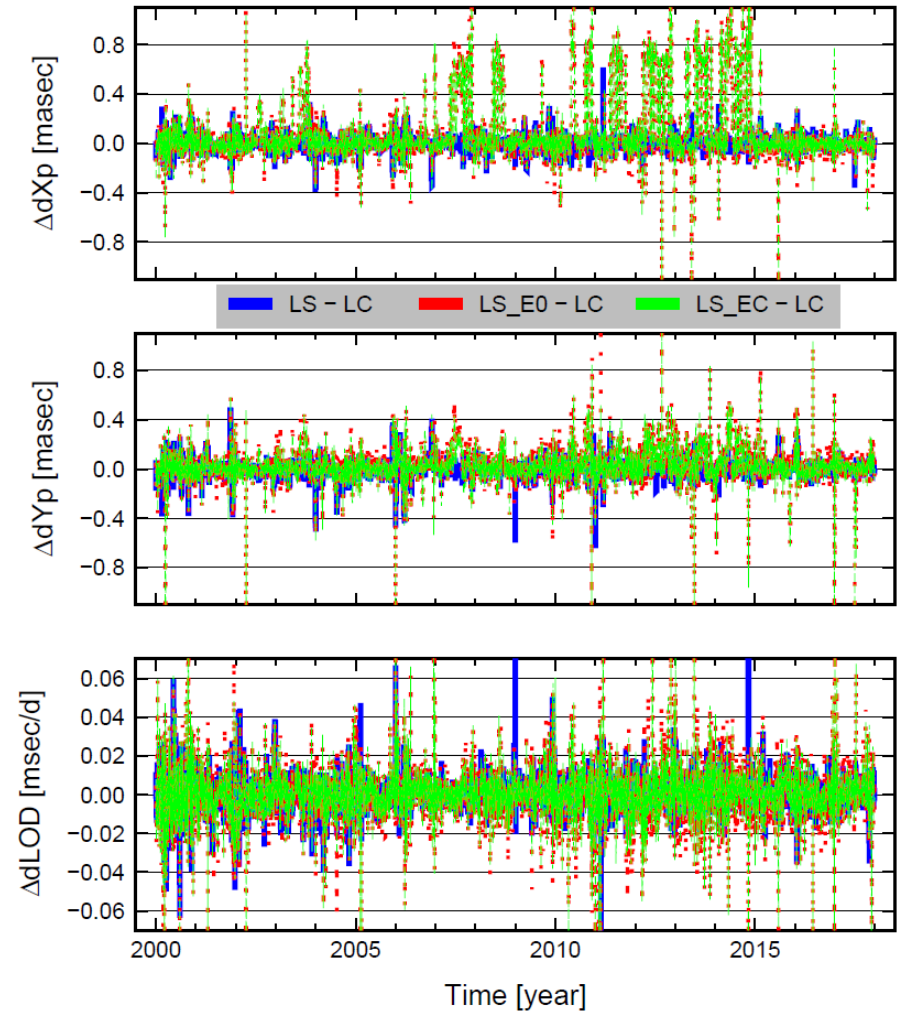 ΔdXp [masec]
0.8
0.4
0.0
−0.4
−0.8
LS − LC LS_E0 − LC LS_EC − LC
ΔdYp [masec]
0.8
0.4
0.0
−0.4
−0.8
ΔdLOD [msec/d]
0.06
0.04
0.02
0.00
−0.02
−0.04
−0.06
2000 2005 2010 2015
Time [year]